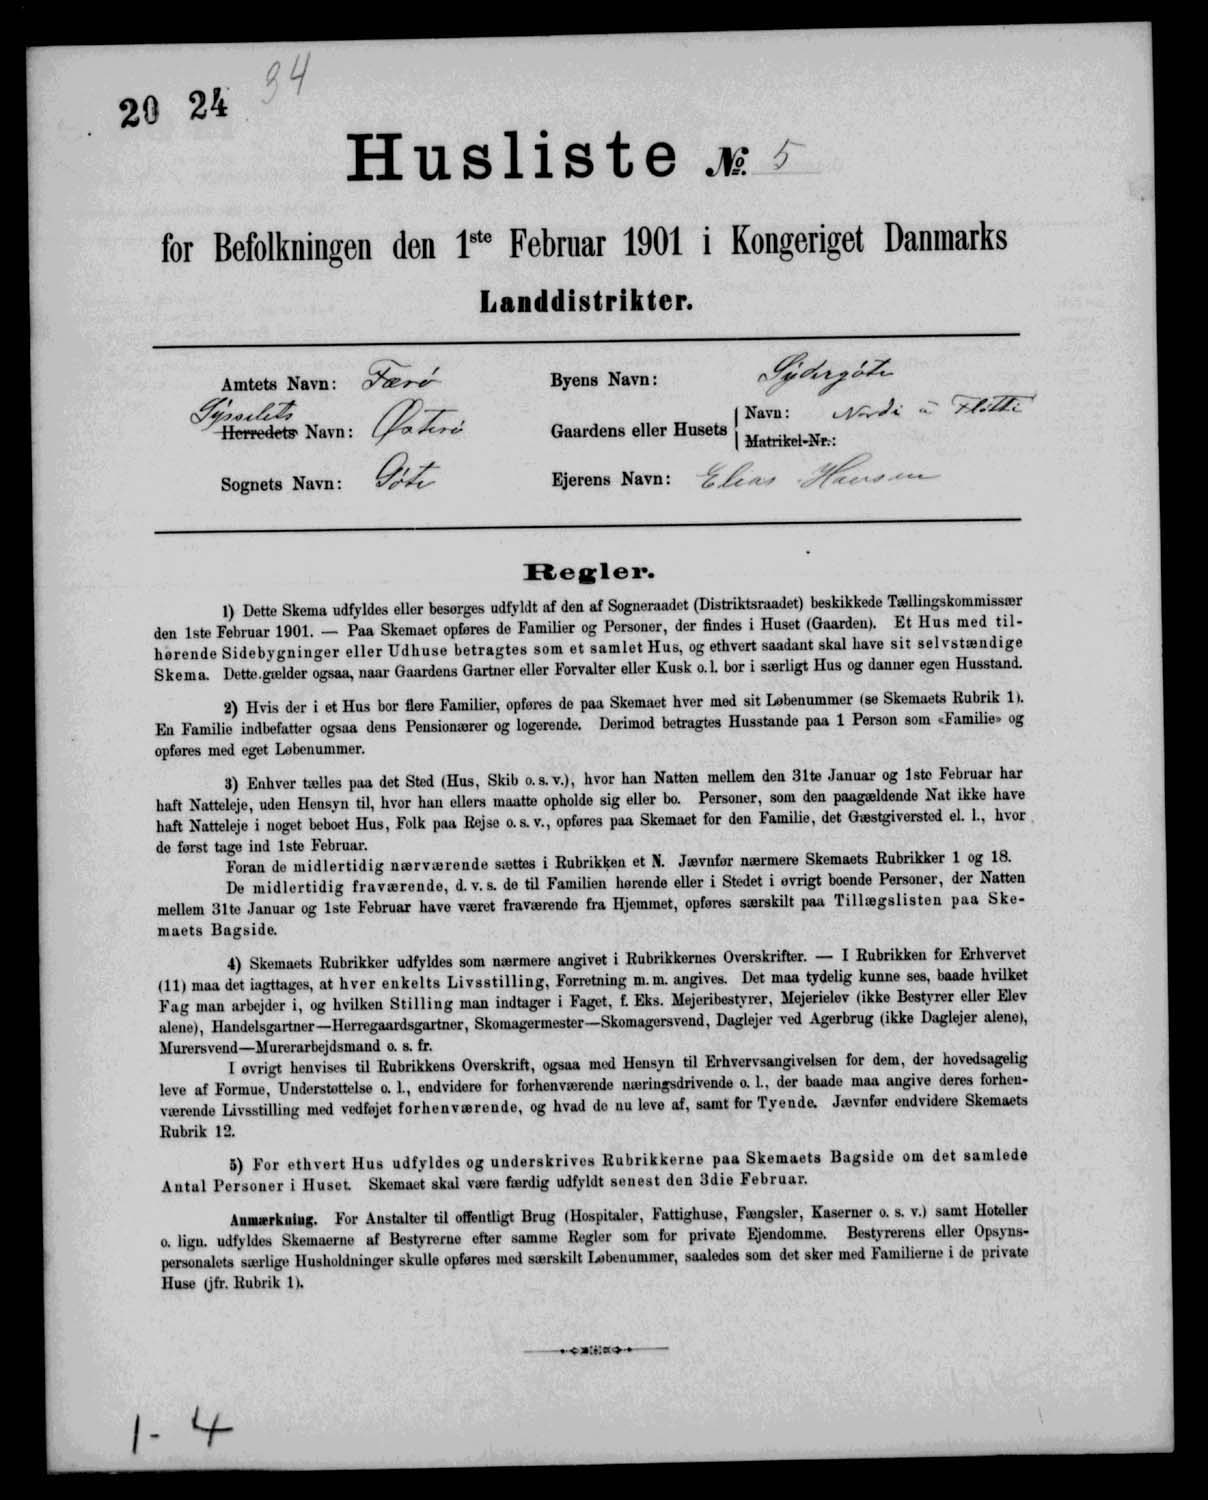 20 24 34
Husliste №. 5
for Befolkningen den 1ste Februar 1901 i Kongeriget Danmarks
Landdistrikter.
Amtets Navn: Færø
Byens Navn: Sydergöte
Sysselets
Herredets Navn: Østerø
Gaardens eller Husets
Navn: Nordi á Fløtti
Matrikel-Nr.:
Sognets Navn: Göte
Ejerens Navn: Elias Hansen
Regler.
1) Dette Skema udfyldes eller besørges udfyldt af den af Sogneraadet (Distriktsraadet) beskikkede Tællingskommissær
den 1ste Februar 1901. — Paa Skemaet opføres de Familier og Personer, der findes i Huset (Gaarden). Et Hus med til-
hørende Sidebygninger eller Udhuse betragtes som et samlet Hus, og ethvert saadant skal have sit selvstændige
Skema. Dette gælder ogsaa, naar Gaardens Gartner eller Forvalter eller Kusk o. l. bor i særligt Hus og danner egen Husstand.
2) Hvis der i et Hus bor flere Familier, opføres de paa Skemaet hver med sit Løbenummer (se Skemaets Rubrik 1).
En Familie indbefatter ogsaa dens Pensionærer og logerende. Derimod betragtes Husstande paa 1 Person som «Familie» og
opføres med eget Løbenummer.
3) Enhver tælles paa det Sted (Hus, Skib o. s. v.), hvor han Natten mellem den 31te Januar og 1ste Februar har
haft Natteleje, uden Hensyn til, hvor han ellers maatte opholde sig eller bo. Personer, som den paagældende Nat ikke have
haft Natteleje i noget beboet Hus, Folk paa Rejse o. s. v., opføres paa Skemaet for den Familie, det Gæstgiversted el. l., hvor
de først tage ind 1ste Februar.
Foran de midlertidig nærværende sættes i Rubrikken et N. Jævnfør nærmere Skemaets Rubrikker 1 og 18.
De midlertidig fraværende, d. v. s. de til Familien hørende eller i Stedet i øvrigt boende Personer, der Natten
mellem 31te Januar og 1ste Februar have været fraværende fra Hjemmet, opføres særskilt paa Tillægslisten paa Ske-
maets Bagside.
4) Skemaets Rubrikker udfyldes som nærmere angivet i Rubrikkernes Overskrifter. — I Rubrikken for Erhvervet
(11) maa det iagttages, at hver enkelts Livsstilling, Forretning m. m. angives. Det maa tydelig kunne ses, baade hvilket
Fag man arbejder i, og hvilken Stilling man indtager i Faget, f. Eks. Mejeribestyrer, Mejerielev (ikke Bestyrer eller Elev
alene), Handelsgartner—Herregaardsgartner, Skomagermester—Skomagersvend, Daglejer ved Agerbrug (ikke Daglejer alene),
Murersvend—Murerarbejdsmand o. s. fr.
I øvrigt henvises til Rubrikkens Overskrift, ogsaa med Hensyn til Erhvervsangivelsen for dem, der hovedsagelig
leve af Formue, Understøttelse o. l., endvidere for forhenværende næringsdrivende o. l., der baade maa angive deres forhen-
værende Livsstilling med vedføjet forhenværende, og hvad de nu leve af, samt for Tyende. Jævnfør endvidere Skemaets
Rubrik 12.
5) For ethvert Hus udfyldes og underskrives Rubrikkerne paa Skemaets Bagside om det samlede
Antal Personer i Huset. Skemaet skal være færdig udfyldt senest den 3die Februar.
Anmærkning. For Anstalter til offentligt Brug (Hospitaler, Fattighuse, Fængsler, Kaserner o. s. v.) samt Hoteller
o. lign. udfyldes Skemaerne af Bestyrerne efter samme Regler som for private Ejendomme. Bestyrerens eller Opsyns-
personalets særlige Husholdninger skulle opføres med særskilt Løbenummer, saaledes som det sker med Familierne i de private
Huse (jfr. Rubrik 1).
1 - 4